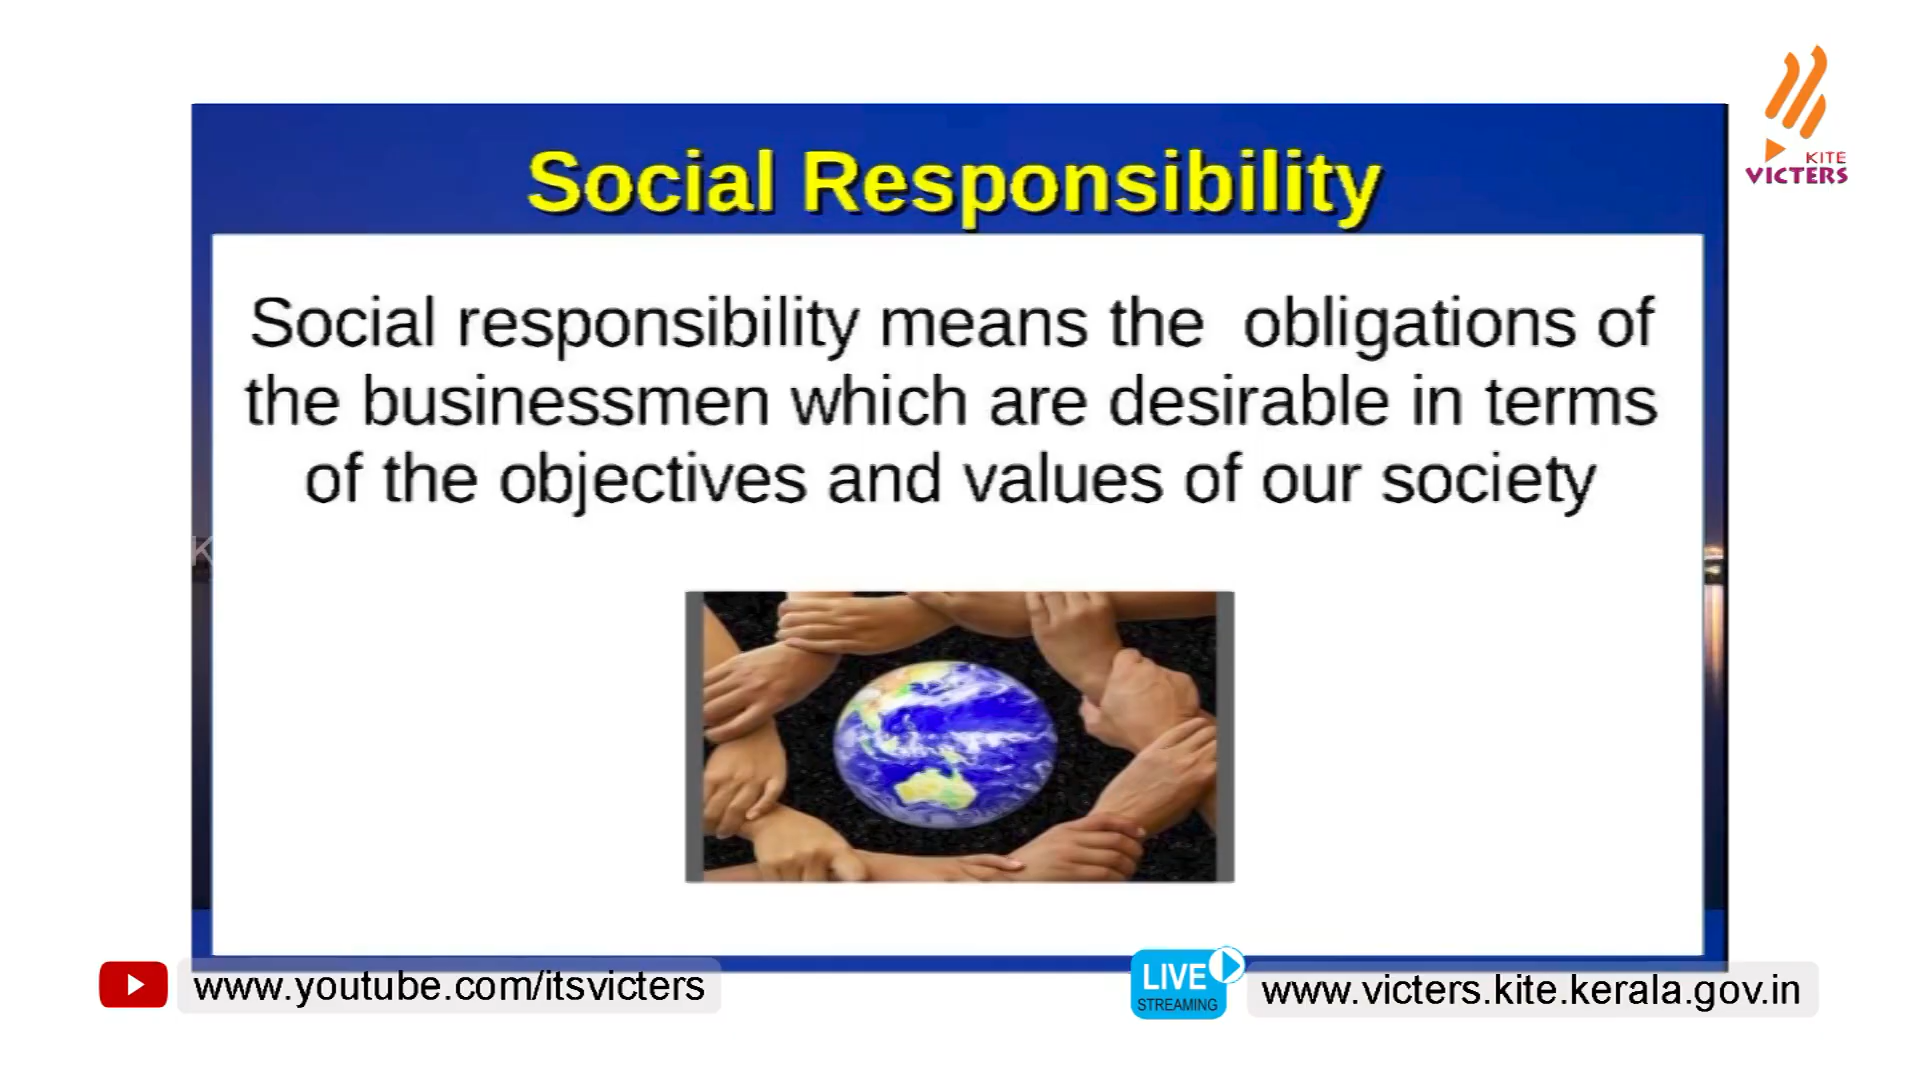 KITE
VICTERS
Social Responsibility
Social responsibility means the obligations of
the businessmen which are desirable in terms
of the objectives and values of our society
K
www.youtube.com/itsvicters
LIVE
STREAMING
www.victers.kite.kerala.gov.in